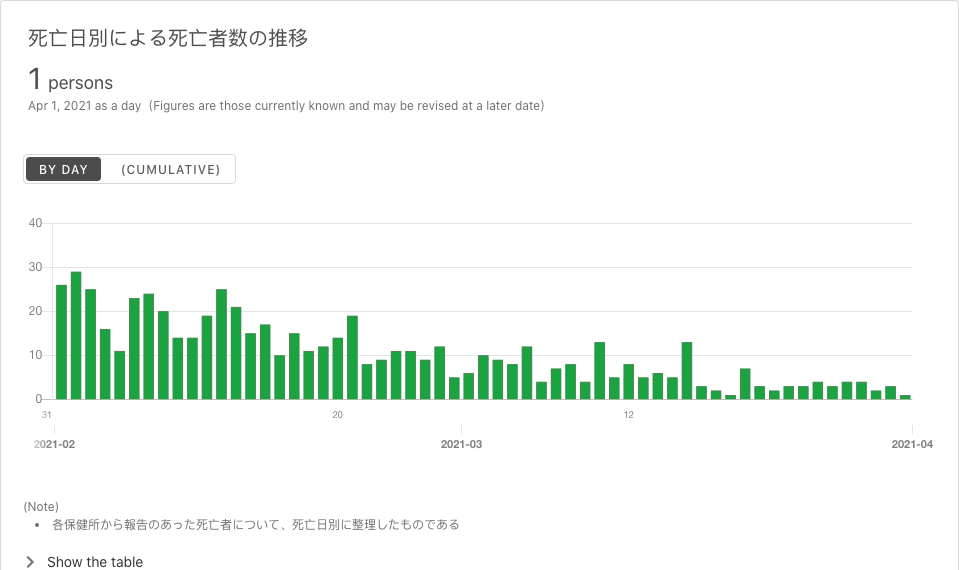 死亡日別による死亡者数の推移
1 persons
Apr 1, 2021 as a day (Figures are those currently known and may be revised at a later date)
BY DAY (CUMULATIVE)
40
30
20
10
0
31 20 12
2021-02 2021-03 2021-04
(Note)
• 各保健所から報告のあった死亡者について、死亡日別に整理したものである
Show the table